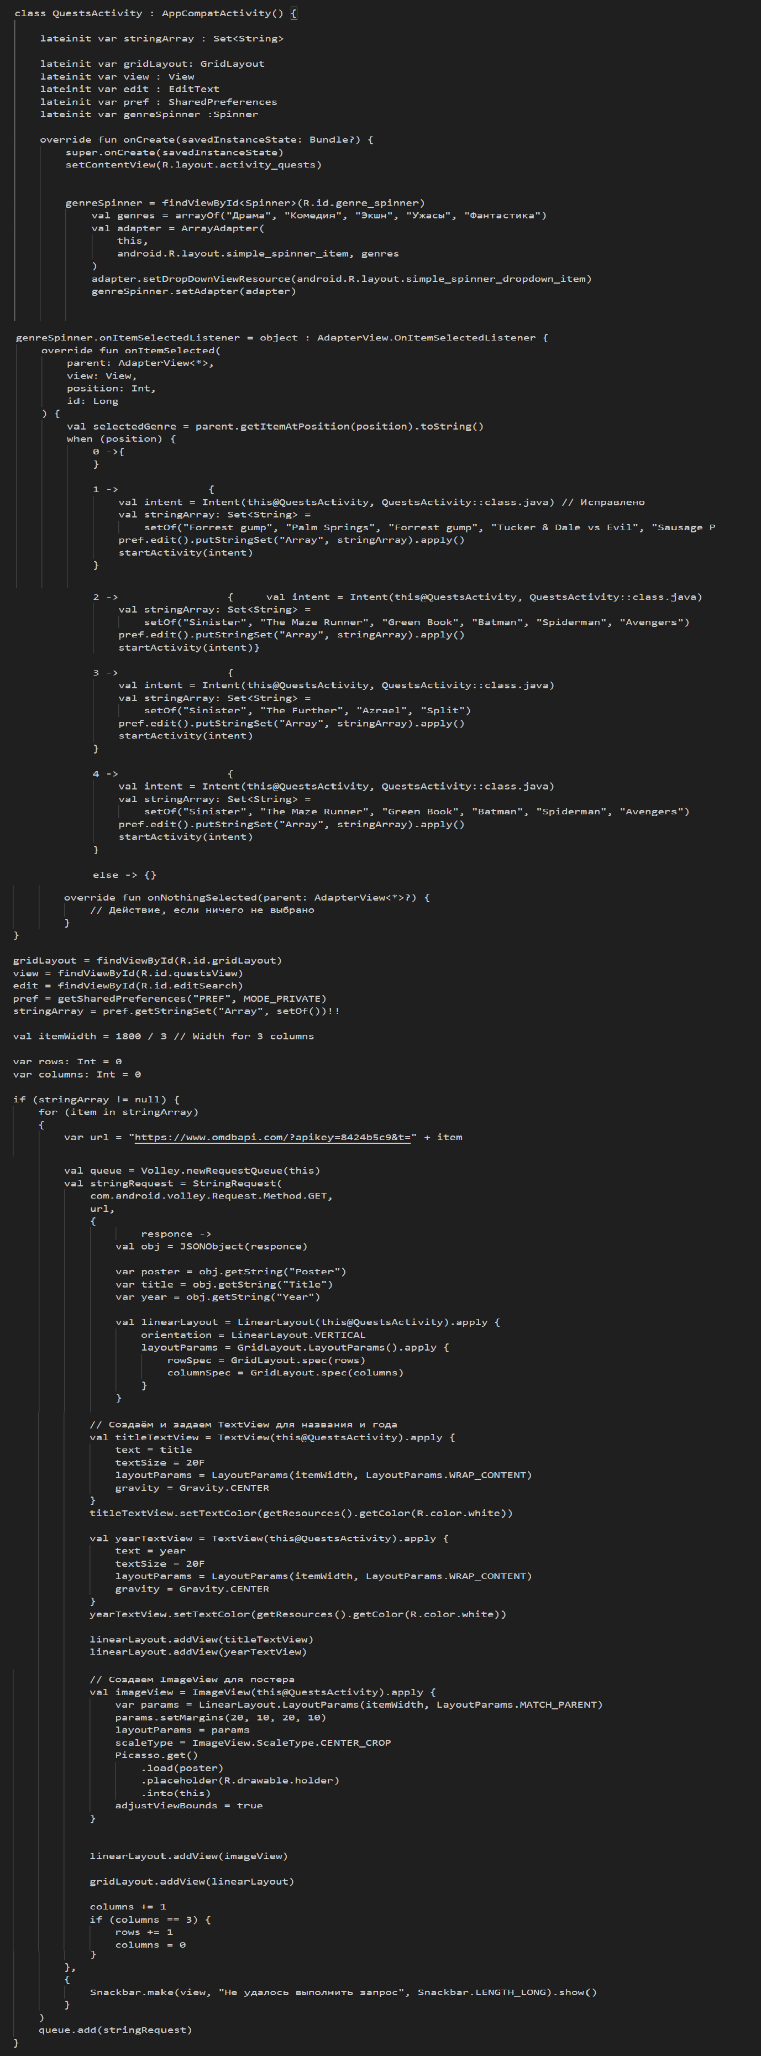 class QuestsActivity : AppCompatActivity() {
lateinit var stringArray : Set<String>
lateinit var gridLayout: GridLayout
lateinit var view : View
lateinit var edit : EditText
lateinit var pref : SharedPreferences
lateinit var genreSpinner :Spinner
override fun onCreate(savedInstanceState: Bundle?) {
super.onCreate(savedInstanceState)
setContentView(R.layout.activity_quests)
genreSpinner = findViewById<Spinner>(R.id.genre_spinner)
val genres = arrayOf("Драма", "Комедия", "Экшн", "Ужасы", "Фантастика")
val adapter = ArrayAdapter(
this,
android.R.layout.simple_spinner_item, genres
)
adapter.setDropDownViewResource(android.R.layout.simple_spinner_dropdown_item)
genreSpinner.setAdapter(adapter)
genreSpinner.onItemSelectedListener = object : AdapterView.OnItemSelectedListener {
override fun onItemSelected(
parent: AdapterView<*>,
view: View,
position: Int,
id: Long
) {
val selectedGenre = parent.getItemAtPosition(position).toString()
when (position) {
0 ->{
}
1 -> {
val intent = Intent(this@QuestsActivity, QuestsActivity::class.java) // Исправлено
val stringArray: Set<String> =
setOf("Forrest gump", "Palm Springs", "Forrest gump", "Tucker & Dale vs Evil", "Sausage P
pref.edit().putStringSet("Array", stringArray).apply()
startActivity(intent)
}
2 -> { val intent = Intent(this@QuestsActivity, QuestsActivity::class.java)
val stringArray: Set<String> =
setOf("Sinister", "The Maze Runner", "Green Book", "Batman", "Spiderman", "Avengers")
pref.edit().putStringSet("Array", stringArray).apply()
startActivity(intent)}
3 -> {
val intent = Intent(this@QuestsActivity, QuestsActivity::class.java)
val stringArray: Set<String> =
setOf("Sinister", "The Further", "Azrael", "Split")
pref.edit().putStringSet("Array", stringArray).apply()
startActivity(intent)
}
4 -> {
val intent = Intent(this@QuestsActivity, QuestsActivity::class.java)
val stringArray: Set<String> =
setOf("Sinister", "The Maze Runner", "Green Book", "Batman", "Spiderman", "Avengers")
pref.edit().putStringSet("Array", stringArray).apply()
startActivity(intent)
}
else -> {}
override fun onNothingSelected(parent: AdapterView<*>?) {
// Действие, если ничего не выбрано
}
}
gridLayout = findViewById(R.id.gridLayout)
view = findViewById(R.id.questsView)
edit = findViewById(R.id.editSearch)
pref = getSharedPreferences("PREF", MODE_PRIVATE)
stringArray = pref.getStringSet("Array", setOf())!!
val itemWidth = 1800 / 3 // Width for 3 columns
var rows: Int = 0
var columns: Int = 0
if (stringArray != null) {
for (item in stringArray)
{
var url = "https://www.omdbapi.com/?apikey=8424b5c9&t=" + item
val queue = Volley.newRequestQueue(this)
val stringRequest = StringRequest(
com.android.volley.Request.Method.GET,
url,
{
responce ->
val obj = JSONObject(responce)
var poster = obj.getString("Poster")
var title = obj.getString("Title")
var year = obj.getString("Year")
val linearLayout = LinearLayout(this@QuestsActivity).apply {
orientation = LinearLayout.VERTICAL
layoutParams = GridLayout.LayoutParams().apply {
rowSpec = GridLayout.spec(rows)
columnSpec = GridLayout.spec(columns)
}
}
// Создаём и задаем TextView для названия и года
val titleTextView = TextView(this@QuestsActivity).apply {
text = title
textSize = 20F
layoutParams = LayoutParams(itemWidth, LayoutParams.WRAP_CONTENT)
gravity = Gravity.CENTER
}
titleTextView.setTextColor(getResources().getColor(R.color.white))
val yearTextView = TextView(this@QuestsActivity).apply {
text = year
textSize = 20F
layoutParams = LayoutParams(itemWidth, LayoutParams.WRAP_CONTENT)
gravity = Gravity.CENTER
}
yearTextView.setTextColor(getResources().getColor(R.color.white))
linearLayout.addView(titleTextView)
linearLayout.addView(yearTextView)
// Создаем ImageView для постера
val imageView = ImageView(this@QuestsActivity).apply {
var params = LinearLayout.LayoutParams(itemWidth, LayoutParams.MATCH_PARENT)
params.setMargins(20, 10, 20, 10)
layoutParams = params
scaleType = ImageView.ScaleType.CENTER_CROP
Picasso.get()
.load(poster)
.placeholder(R.drawable.holder)
.into(this)
adjustViewBounds = true
}
linearLayout.addView(imageView)
gridLayout.addView(linearLayout)
columns += 1
if (columns == 3) {
rows += 1
columns = 0
}
},
{
Snackbar.make(view, "Не удалось выполнить запрос", Snackbar.LENGTH_LONG).show()
}
)
queue.add(stringRequest)
}